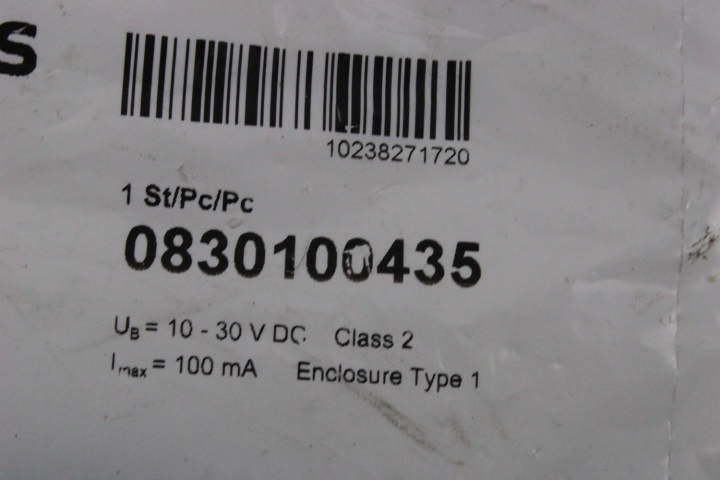 S
10238271720
1 St/Pc/Pc
0830100435
UB = 10 - 30 V DC Class 2
Imax = 100 mA Enclosure Type 1